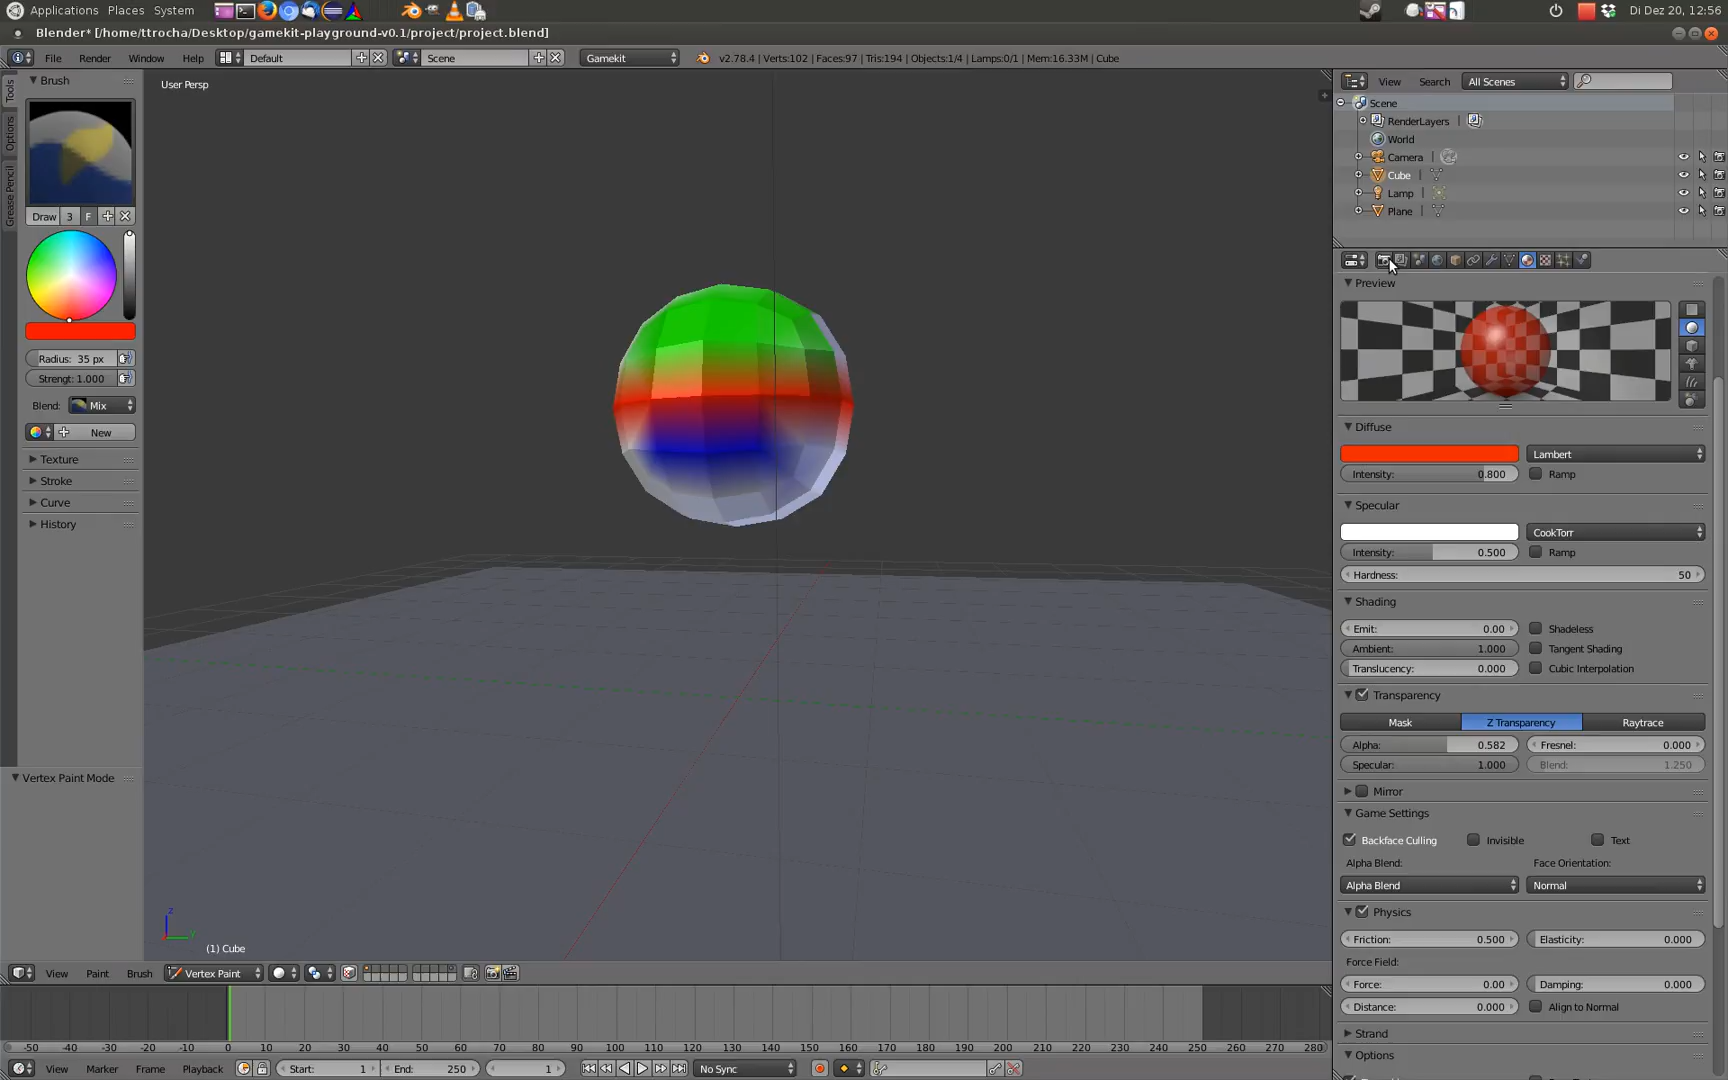 Applications Places System Di Dez 20, 12:56
Blender* [/home/ttrocha/Desktop/gamekit-playground-v0.1/project/project.blend]
File Render Window Help Default Scene Gamekit v2.78.4 | Verts:102 | Faces:97 | Tris:194 | Objects:1/4 | Lamps:0/1 | Mem:16.33M | Cube
Tools
Options
Grease Pencil
Brush
Draw 3 F
Radius: 35 px
Strengt: 1.000
Blend: Mix
New
Texture
Stroke
Curve
History
Vertex Paint Mode
User Persp
z
y
(1) Cube
View Paint Brush Vertex Paint
View Search All Scenes
Scene
RenderLayers
World
Camera
Cube
Lamp
Plane
Preview
Diffuse
Lambert
Intensity: 0.800 Ramp
Specular
CookTorr
Intensity: 0.500 Ramp
Hardness: 50
Shading
Emit: 0.00 Shadeless
Ambient: 1.000 Tangent Shading
Translucency: 0.000 Cubic Interpolation
Transparency
Mask Z Transparency Raytrace
Alpha: 0.582 Fresnel: 0.000
Specular: 1.000 Blend: 1.250
Mirror
Game Settings
Backface Culling Invisible Text
Alpha Blend: Face Orientation:
Alpha Blend Normal
Physics
Friction: 0.500 Elasticity: 0.000
Force Field:
Force: 0.00 Damping: 0.000
Distance: 0.000 Align to Normal
Strand
Options
-50 -40 -30 -20 -10 0 10 20 30 40 50 60 70 80 90 100 110 120 130 140 150 160 170 180 190 200 210 220 230 240 250 260 270 280
View Marker Frame Playback Start: 1 End: 250 1 No Sync